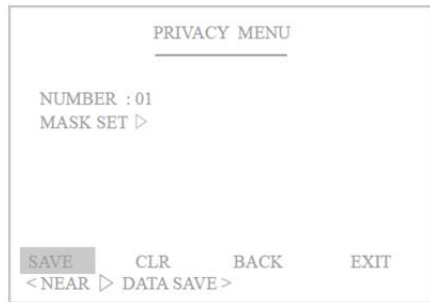 PRIVACY MENU
NUMBER : 01
MASK SET ▷
SAVE CLR BACK EXIT
< NEAR ▷ DATA SAVE >